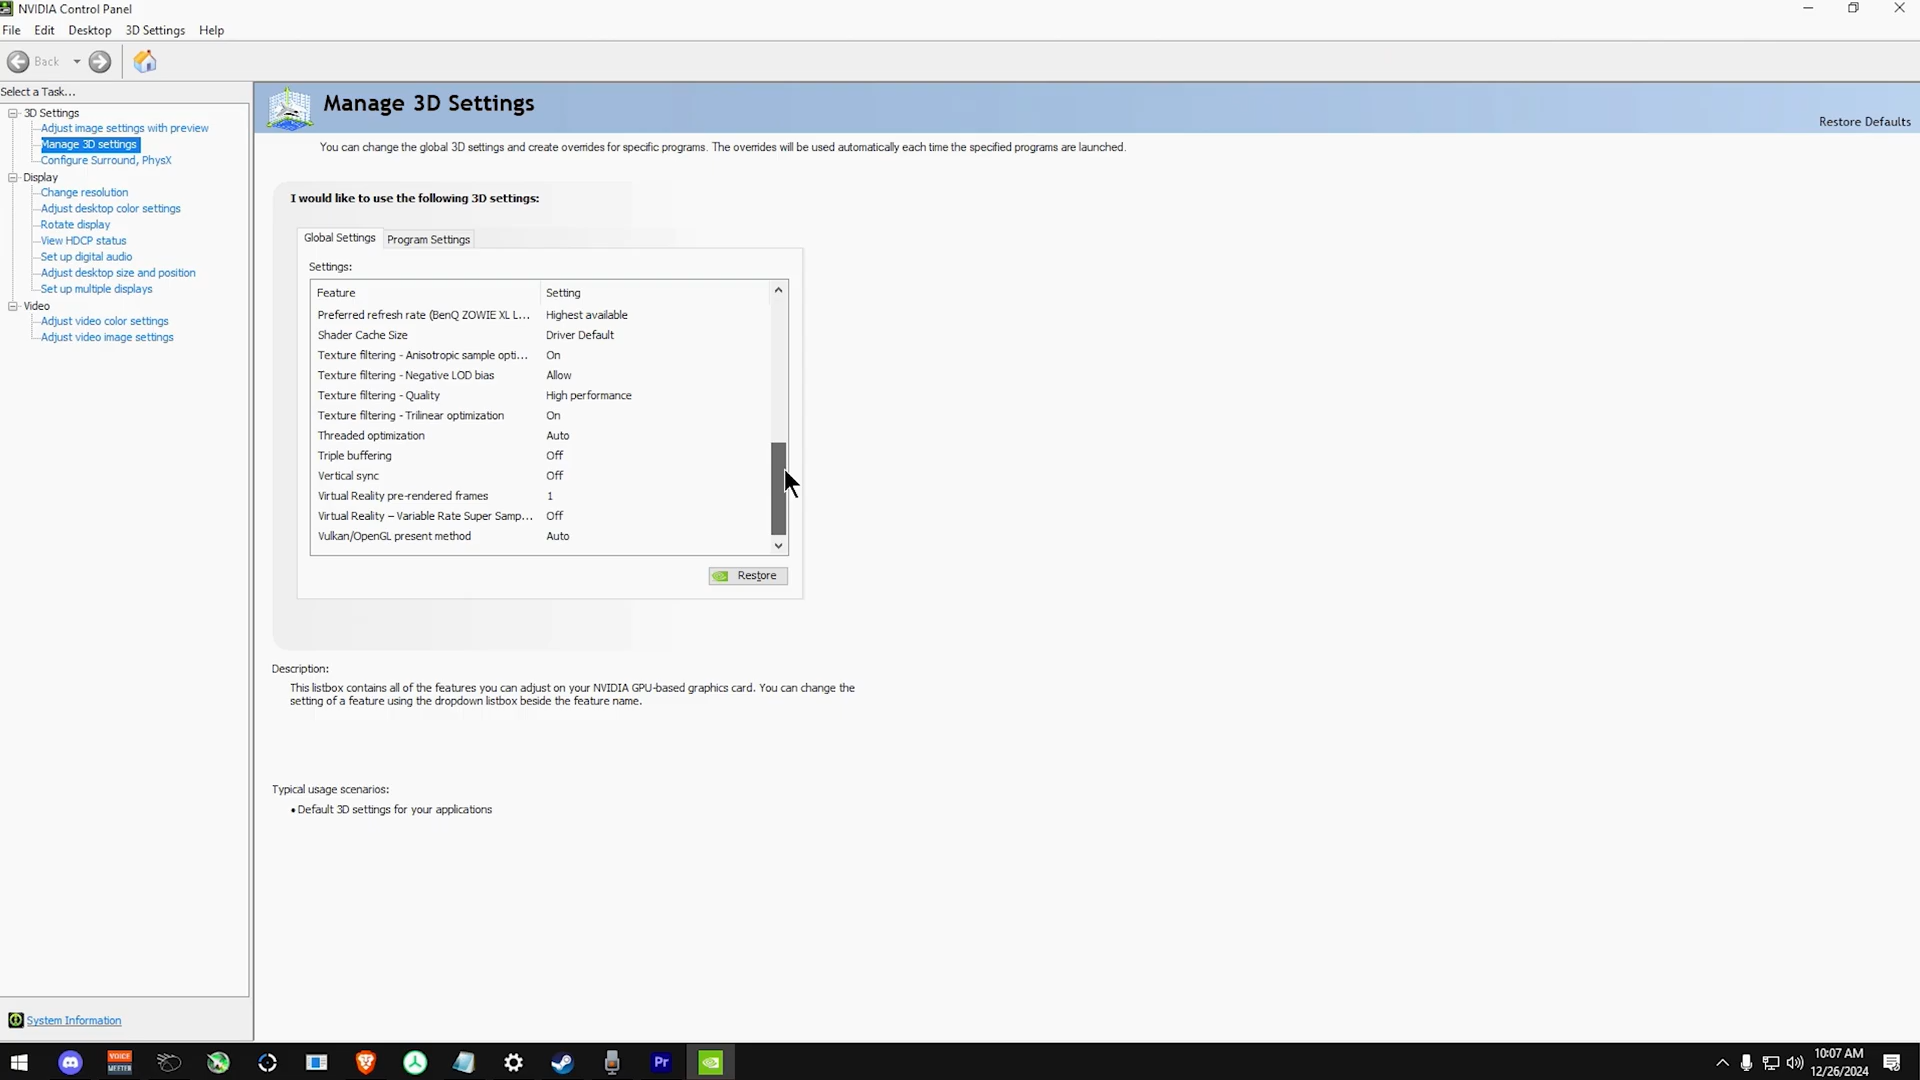 NVIDIA Control Panel
File Edit Desktop 3D Settings Help
Back
Select a Task...
3D Settings
Adjust image settings with preview
Manage 3D settings
Configure Surround, PhysX
Display
Change resolution
Adjust desktop color settings
Rotate display
View HDCP status
Set up digital audio
Adjust desktop size and position
Set up multiple displays
Video
Adjust video color settings
Adjust video image settings
System Information
Manage 3D Settings
Restore Defaults
You can change the global 3D settings and create overrides for specific programs. The overrides will be used automatically each time the specified programs are launched.
I would like to use the following 3D settings:
Global Settings Program Settings
Settings:
Feature Setting
Preferred refresh rate (BenQ ZOWIE XL L... Highest available
Shader Cache Size Driver Default
Texture filtering - Anisotropic sample opti... On
Texture filtering - Negative LOD bias Allow
Texture filtering - Quality High performance
Texture filtering - Trilinear optimization On
Threaded optimization Auto
Triple buffering Off
Vertical sync Off
Virtual Reality pre-rendered frames 1
Virtual Reality – Variable Rate Super Samp... Off
Vulkan/OpenGL present method Auto
Restore
Description:
This listbox contains all of the features you can adjust on your NVIDIA GPU-based graphics card. You can change the
setting of a feature using the dropdown listbox beside the feature name.
Typical usage scenarios:
• Default 3D settings for your applications
VOICE
MEETER
Pr
10:07 AM
12/26/2024